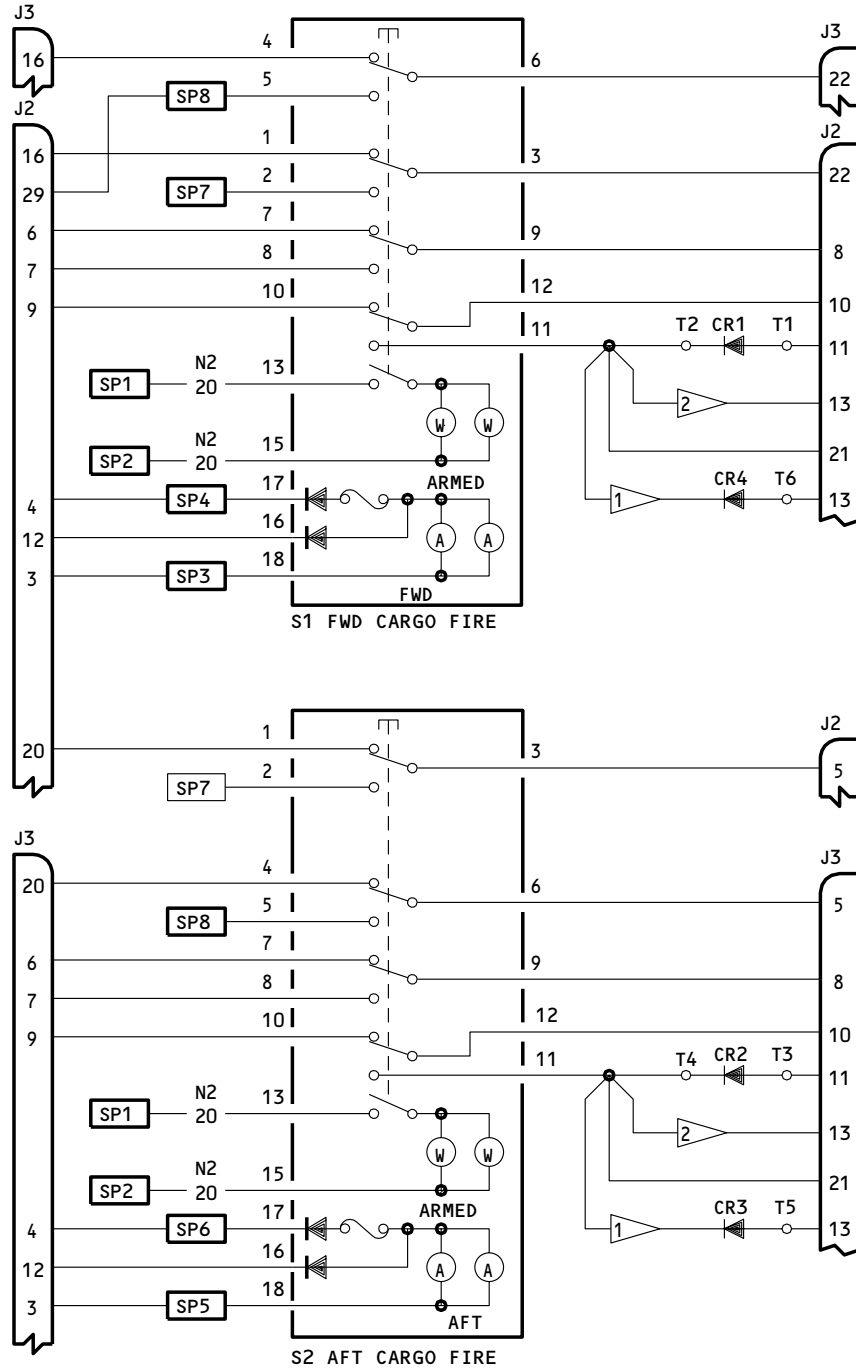 J3 4 6 J3
16 22
SP8 5
J2 J2
16 1 3 22
29 SP7 2
6 7 9 8
7 8
9 10 12 10
11 T2 CR1 T1 11
SP1 N2 20 13
W W 2 13
SP2 N2 20 15 21
ARMED
4 SP4 17 1 CR4 T6 13
12 16 A A
3 SP3 18
FWD
S1 FWD CARGO FIRE
20 1 3 J2
SP7 2 5
J3 J3
20 4 6 5
SP8 5
6 7 9 8
7 8
9 10 12 10
11 T4 CR2 T3 11
SP1 N2 20 13
W W 2 13
SP2 N2 20 15 21
ARMED
4 SP6 17 1 CR3 T5 13
12 16 A A
3 SP5 18
AFT
S2 AFT CARGO FIRE